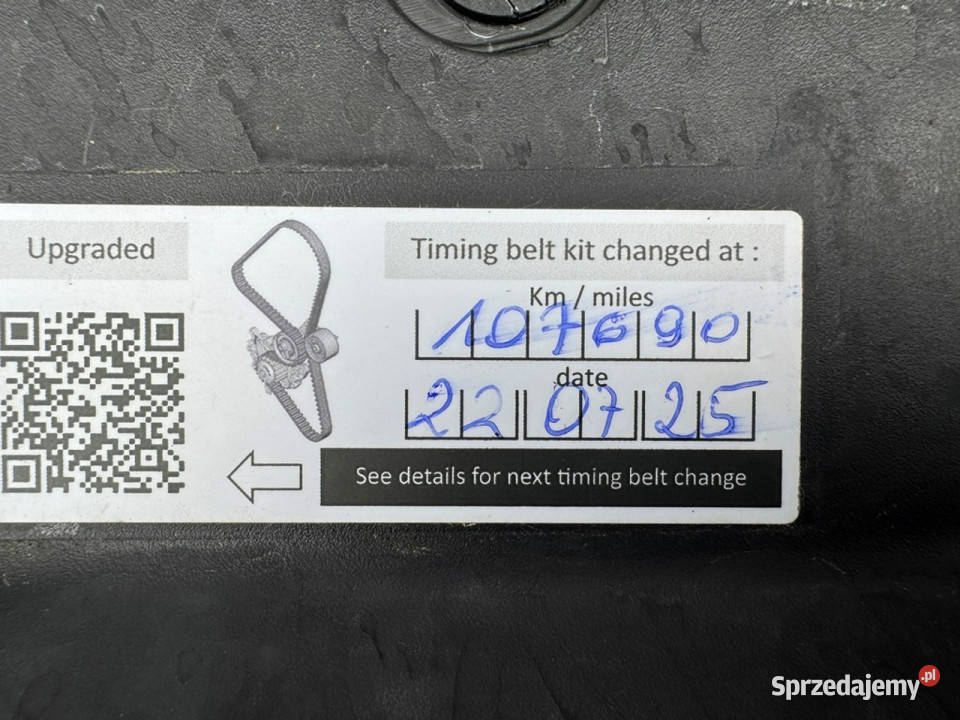 Upgraded
Timing belt kit changed at :
Km / miles
107690
date
22 07 25
See details for next timing belt change
Sprzedajemy.pl